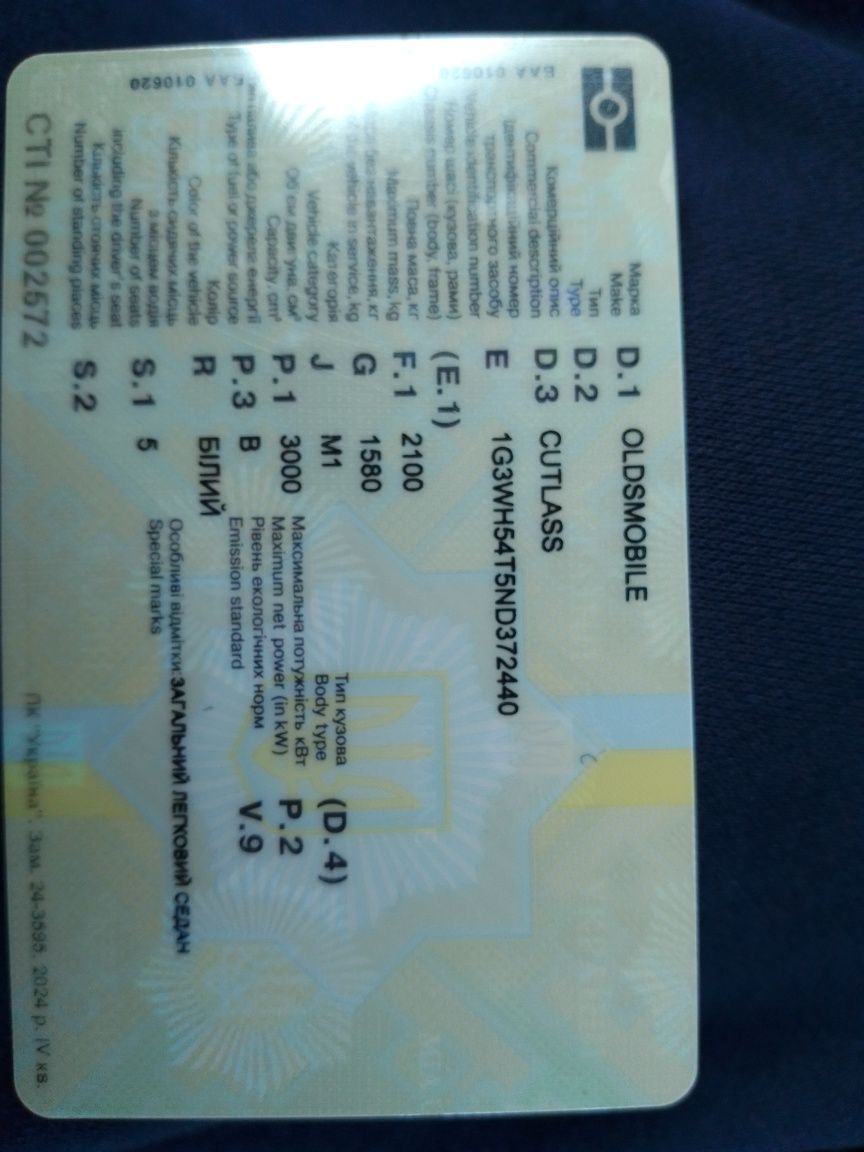 ЕАА 010620
Марка
Make D.1 OLDSMOBILE
Тип
Type D.2
Комерційний опис
Commercial description D.3 CUTLASS
Ідентифікаційний номер
транспортного засобу
Vehicle identification number E 1G3WH54T5ND372440
Номер шасі (кузова, рами)
Chassis number (body, frame) (E.1)
Повна маса, кг
Maximum mass, kg F.1 2100
без навантаження, кг
of the vehicle in service, kg G 1580
Категорія
Vehicle category J M1
Тип кузова
Body type (D.4)
Об'єм двигуна, см³
Capacity, cm³ P.1 3000
Максимальна потужність кВт
Maximum net power (in kW) P.2
палива або джерело енергії
Type of fuel or power source P.3 B
Рівень екологічних норм
Emission standard V.9
Колір
Color of the vehicle R БІЛИЙ
Кількість сидячих місць
з місцем водія
Number of seats
including the driver's seat S.1 5
Особливі відмітки: ЗАГАЛЬНИЙ ЛЕГКОВИЙ СЕДАН
Special marks
Кількість стоячих місць
Number of standing places S.2
СТІ № 002572
ПК "Україна". Зам. 24-3595. 2024 р. IV кв.
ЕАА 010620